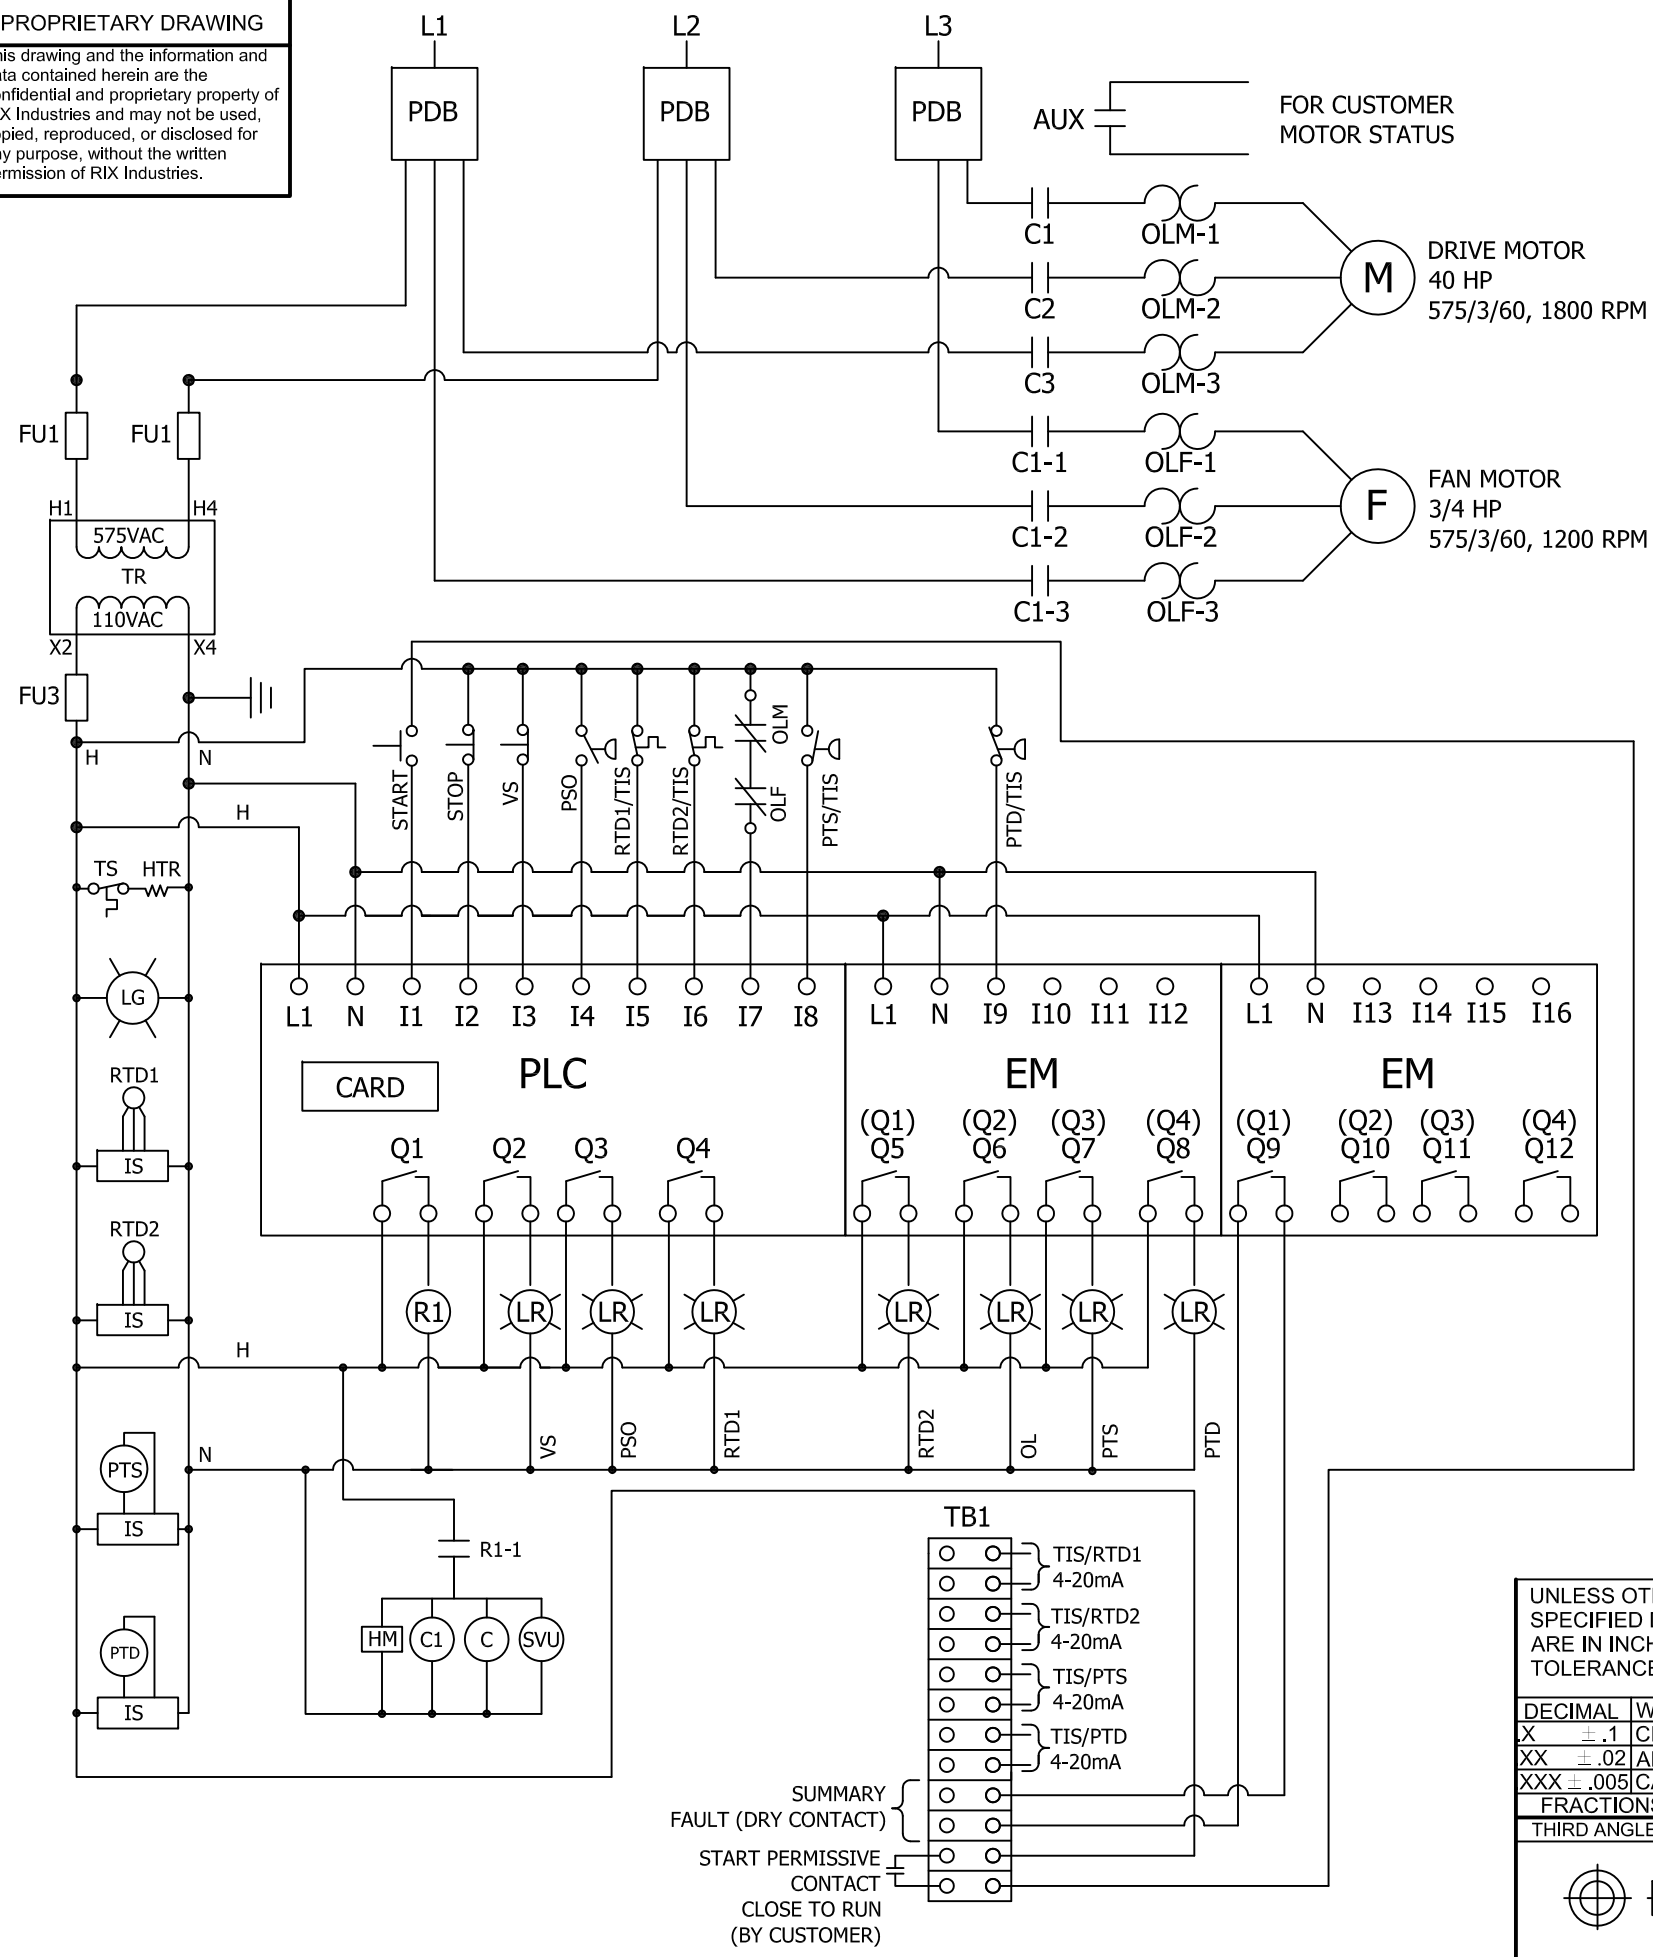 PROPRIETARY DRAWING
drawing and the information and
contained herein are the
and proprietary property of
Industries and may not be used,
reproduced, or disclosed for
purpose, without the written
of RIX Industries.
L1 L2 L3
PDB PDB PDB
AUX
FOR CUSTOMER
MOTOR STATUS
C1 OLM-1
C2 OLM-2
C3 OLM-3
M
DRIVE MOTOR
40 HP
575/3/60, 1800 RPM
C1-1 OLF-1
C1-2 OLF-2
C1-3 OLF-3
F
FAN MOTOR
3/4 HP
575/3/60, 1200 RPM
FU1 FU1
H1 H4
575VAC
TR
110VAC
X2 X4
FU3
H N
H
START
STOP
VS
PSO
RTD1/TIS
RTD2/TIS
OLM
OLF
PTS/TIS
PTD/TIS
TS HTR
LG
RTD1
IS
RTD2
IS
H
PTS
IS
N
PTD
IS
L1 N I1 I2 I3 I4 I5 I6 I7 I8 L1 N I9 I10 I11 I12 L1 N I13 I14 I15 I16
CARD
PLC EM EM
(Q1) (Q2) (Q3) (Q4) (Q1) (Q2) (Q3) (Q4)
Q1 Q2 Q3 Q4 Q5 Q6 Q7 Q8 Q9 Q10 Q11 Q12
R1 LR LR LR LR LR LR LR
VS PSO RTD1 RTD2 OL PTS PTD
R1-1
HM C1 C SVU
TB1
TIS/RTD1
4-20mA
TIS/RTD2
4-20mA
TIS/PTS
4-20mA
TIS/PTD
4-20mA
SUMMARY
FAULT (DRY CONTACT)
START PERMISSIVE
CONTACT
CLOSE TO RUN
(BY CUSTOMER)
UNLESS
SPECIFIED
ARE IN
DECIMAL
.X ±.1
XX ±.02
XXX ±.005
THIRD ANGLE